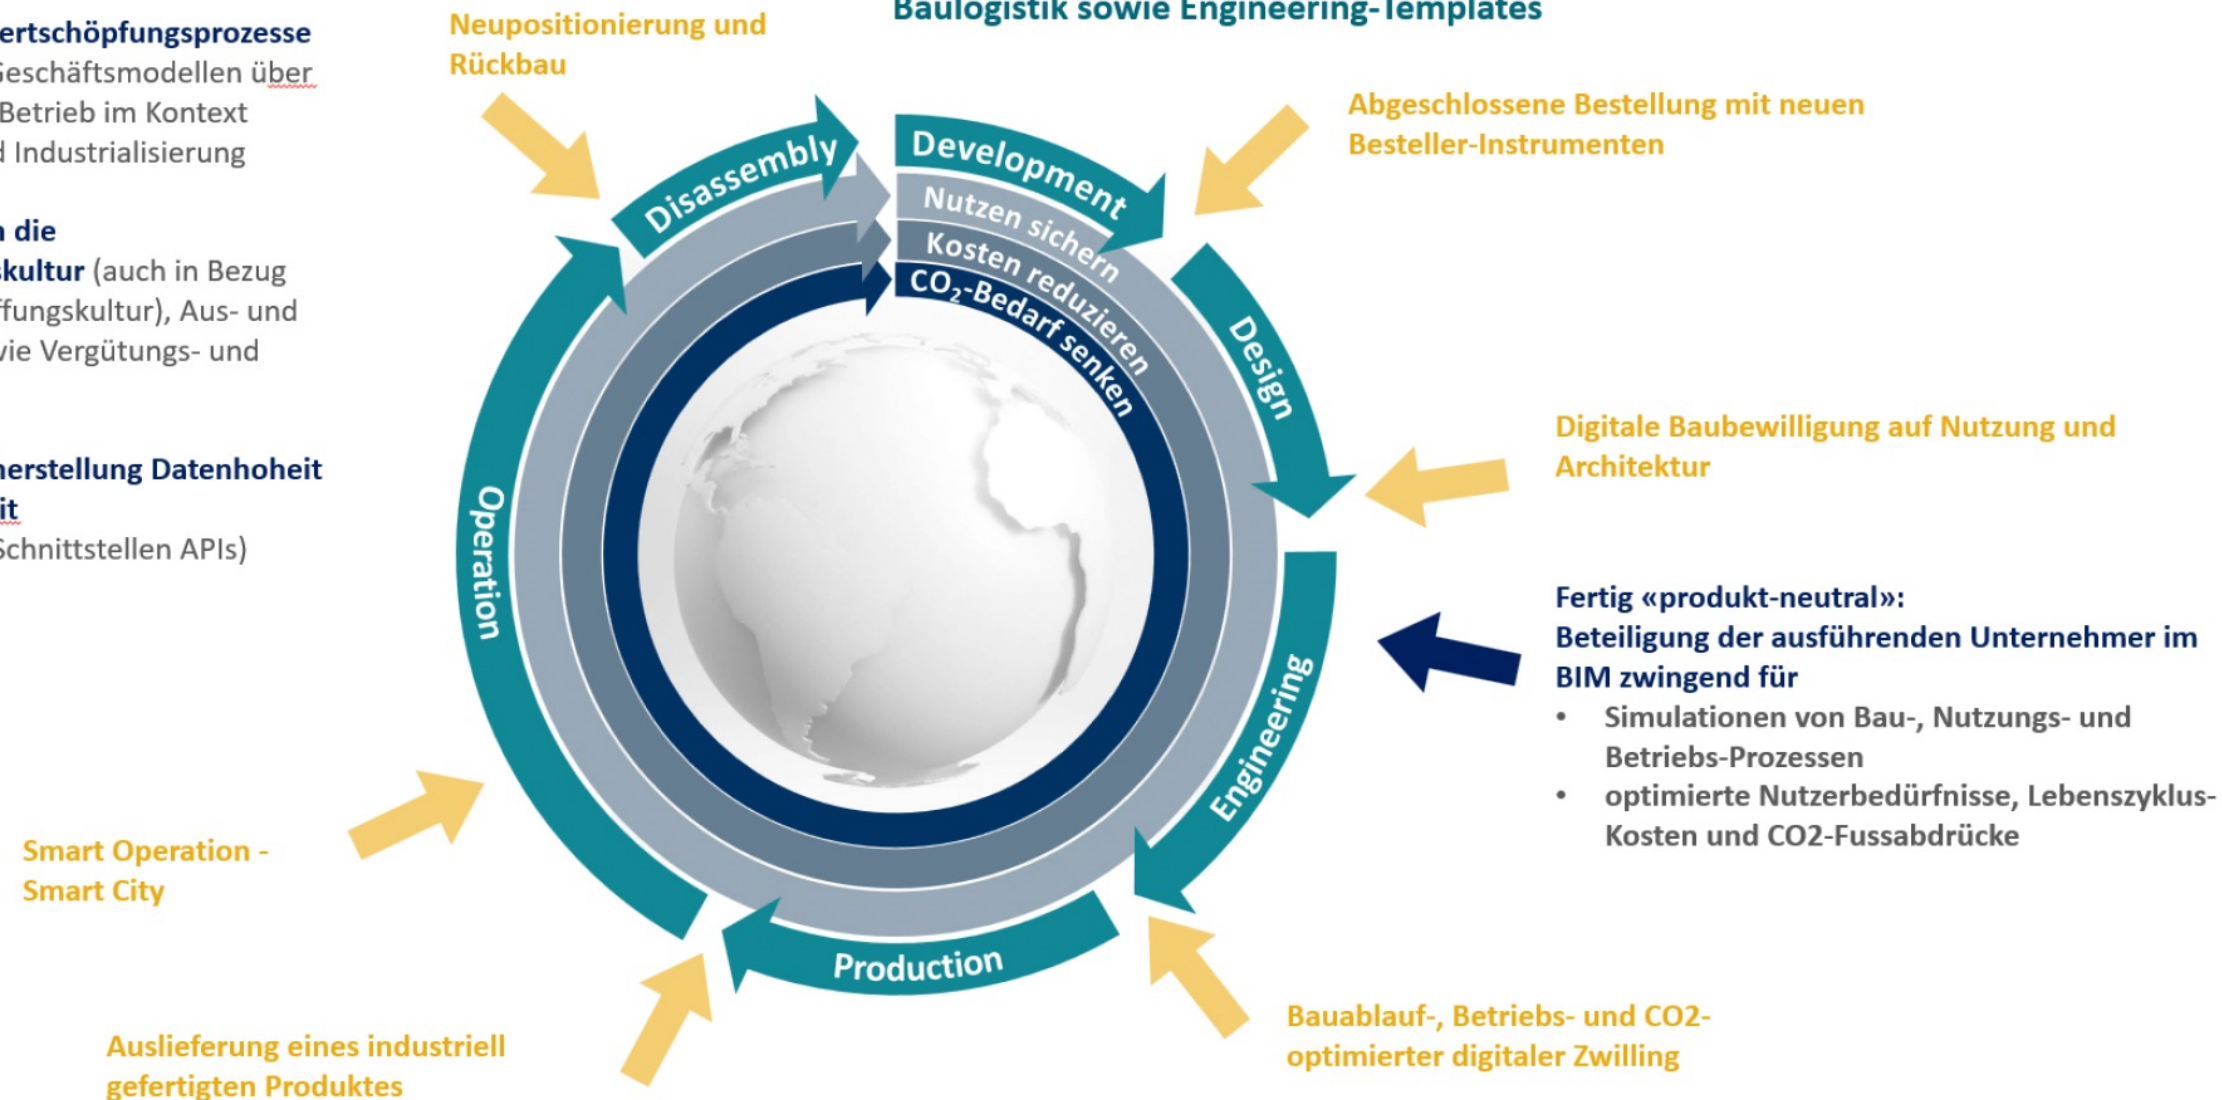 Baulogistik sowie Engineering-Templates
ertschöpfungsprozesse
Geschäftsmodellen über
Betrieb im Kontext
d Industrialisierung
n die
skultur (auch in Bezug
ffungskultur), Aus- und
wie Vergütungs- und
herstellung Datenhoheit
it
Schnittstellen APIs)
Neupositionierung und
Rückbau
Abgeschlossene Bestellung mit neuen
Besteller-Instrumenten
Disassembly
Development
Nutzen sichern
Kosten reduzieren
CO₂-Bedarf senken
Design
Digitale Baubewilligung auf Nutzung und
Architektur
Operation
Engineering
Fertig «produkt-neutral»:
Beteiligung der ausführenden Unternehmer im
BIM zwingend für
• Simulationen von Bau-, Nutzungs- und
Betriebs-Prozessen
• optimierte Nutzerbedürfnisse, Lebenszyklus-
Kosten und CO2-Fussabdrücke
Smart Operation -
Smart City
Production
Bauablauf-, Betriebs- und CO2-
optimierter digitaler Zwilling
Auslieferung eines industriell
gefertigten Produktes